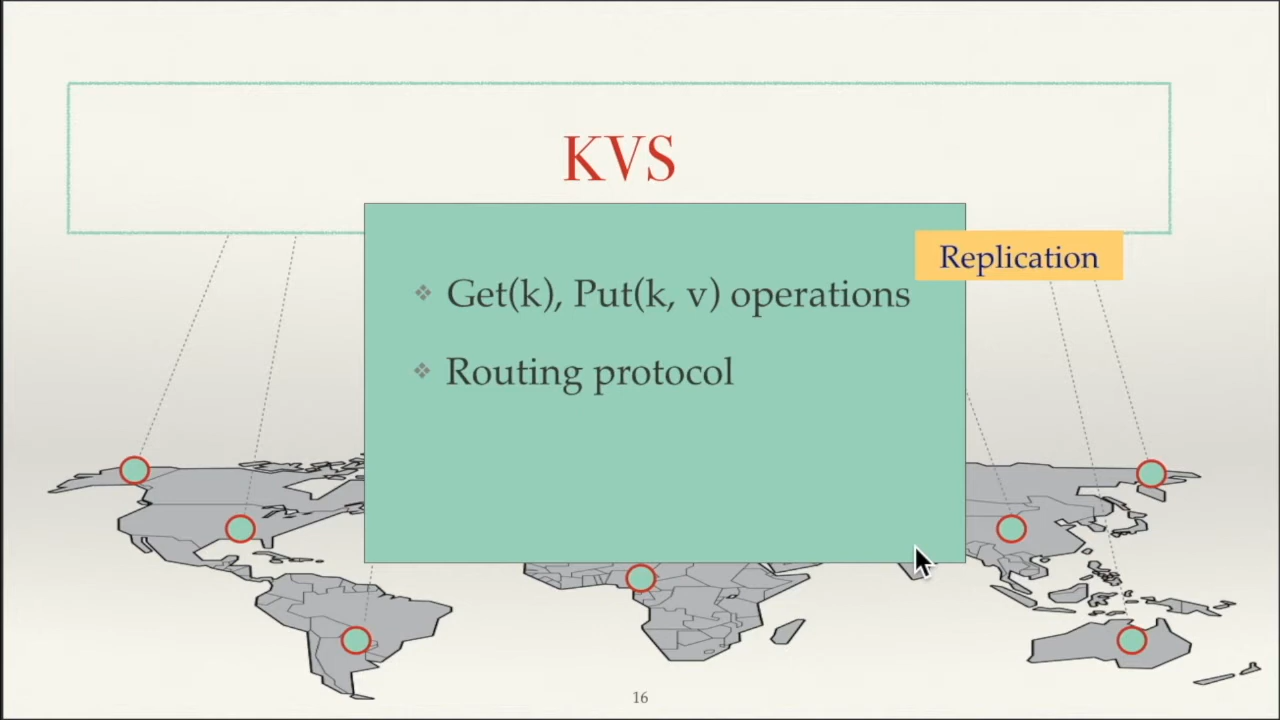 KVS
Replication
❖ Get(k), Put(k, v) operations
❖ Routing protocol
16